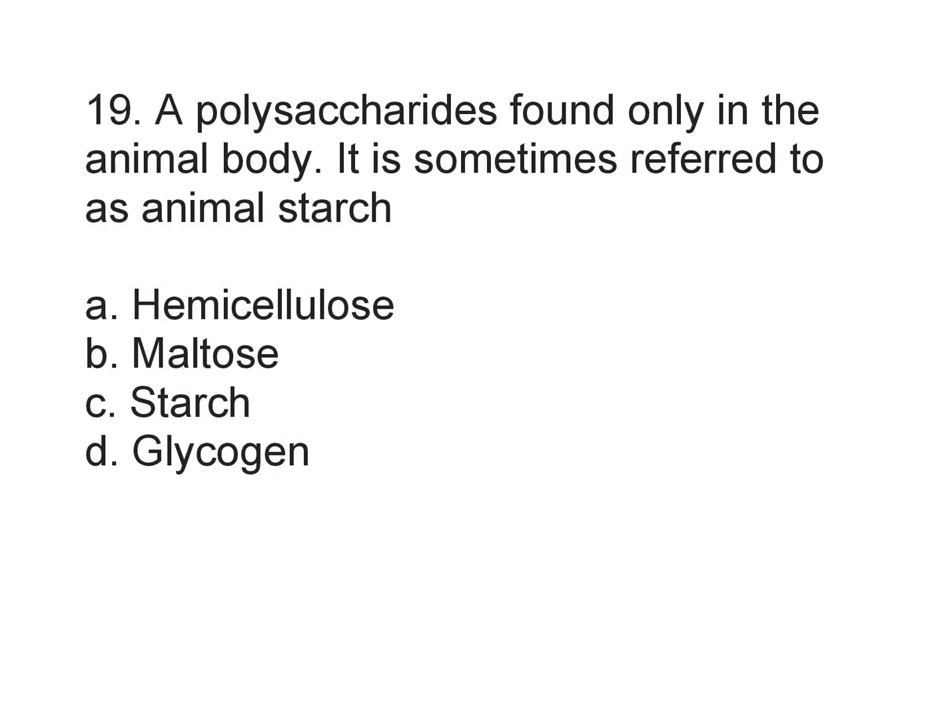 19. A polysaccharides found only in the
animal body. It is sometimes referred to
as animal starch
a. Hemicellulose
b. Maltose
c. Starch
d. Glycogen